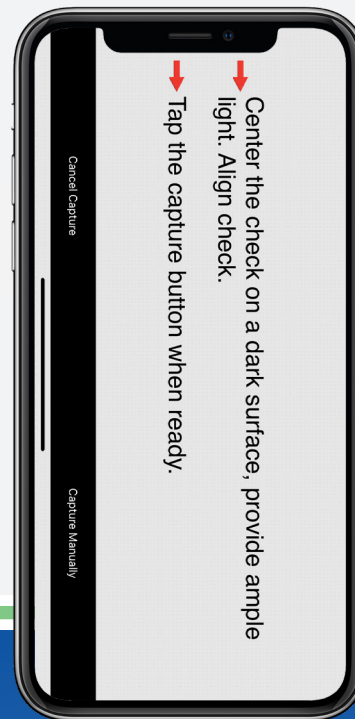 Center the check on a dark surface, provide ample
light. Align check.
Tap the capture button when ready.
Cancel Capture
Capture Manually